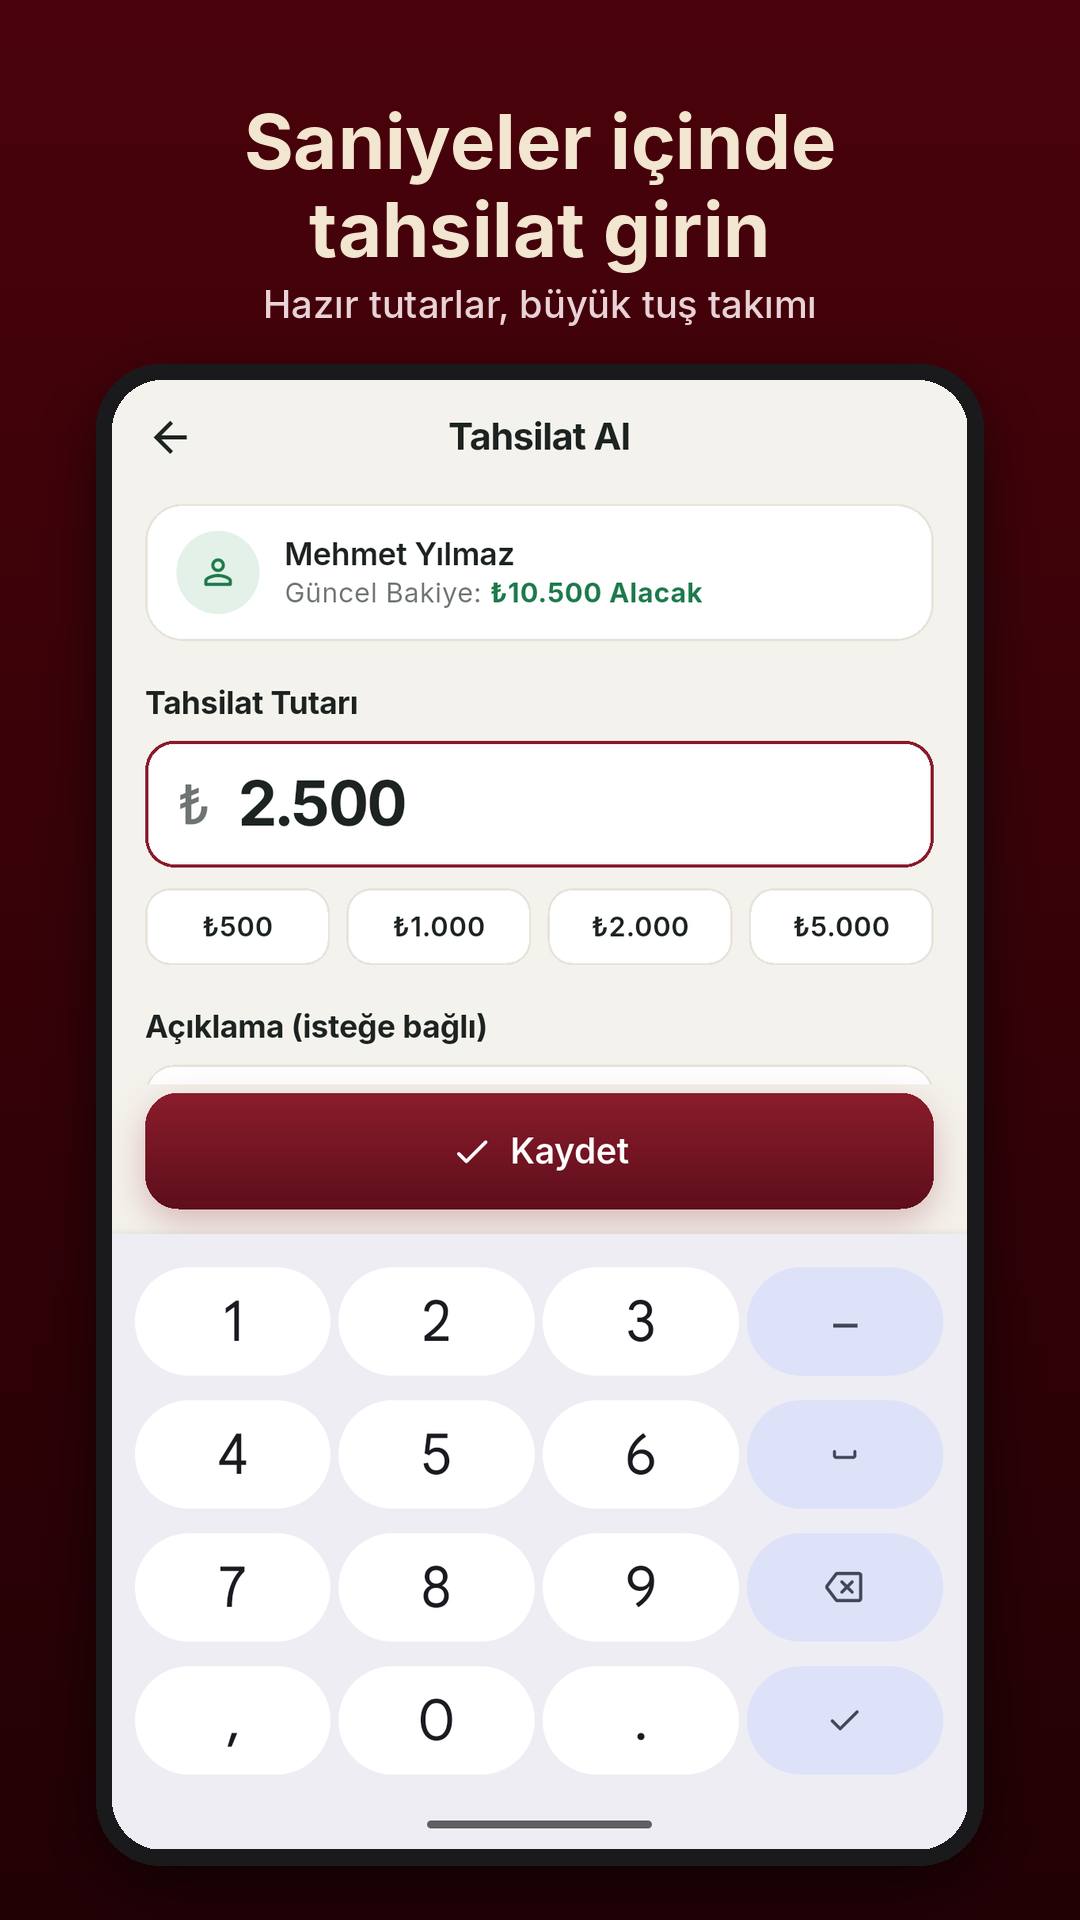 Saniyeler içinde
tahsilat girin
Hazır tutarlar, büyük tuş takımı
Tahsilat Al
Mehmet Yılmaz
Güncel Bakiye: ₺10.500 Alacak
Tahsilat Tutarı
₺ 2.500
₺500 ₺1.000 ₺2.000 ₺5.000
Açıklama (isteğe bağlı)
Kaydet
1 2 3 –
4 5 6
7 8 9
, 0 .